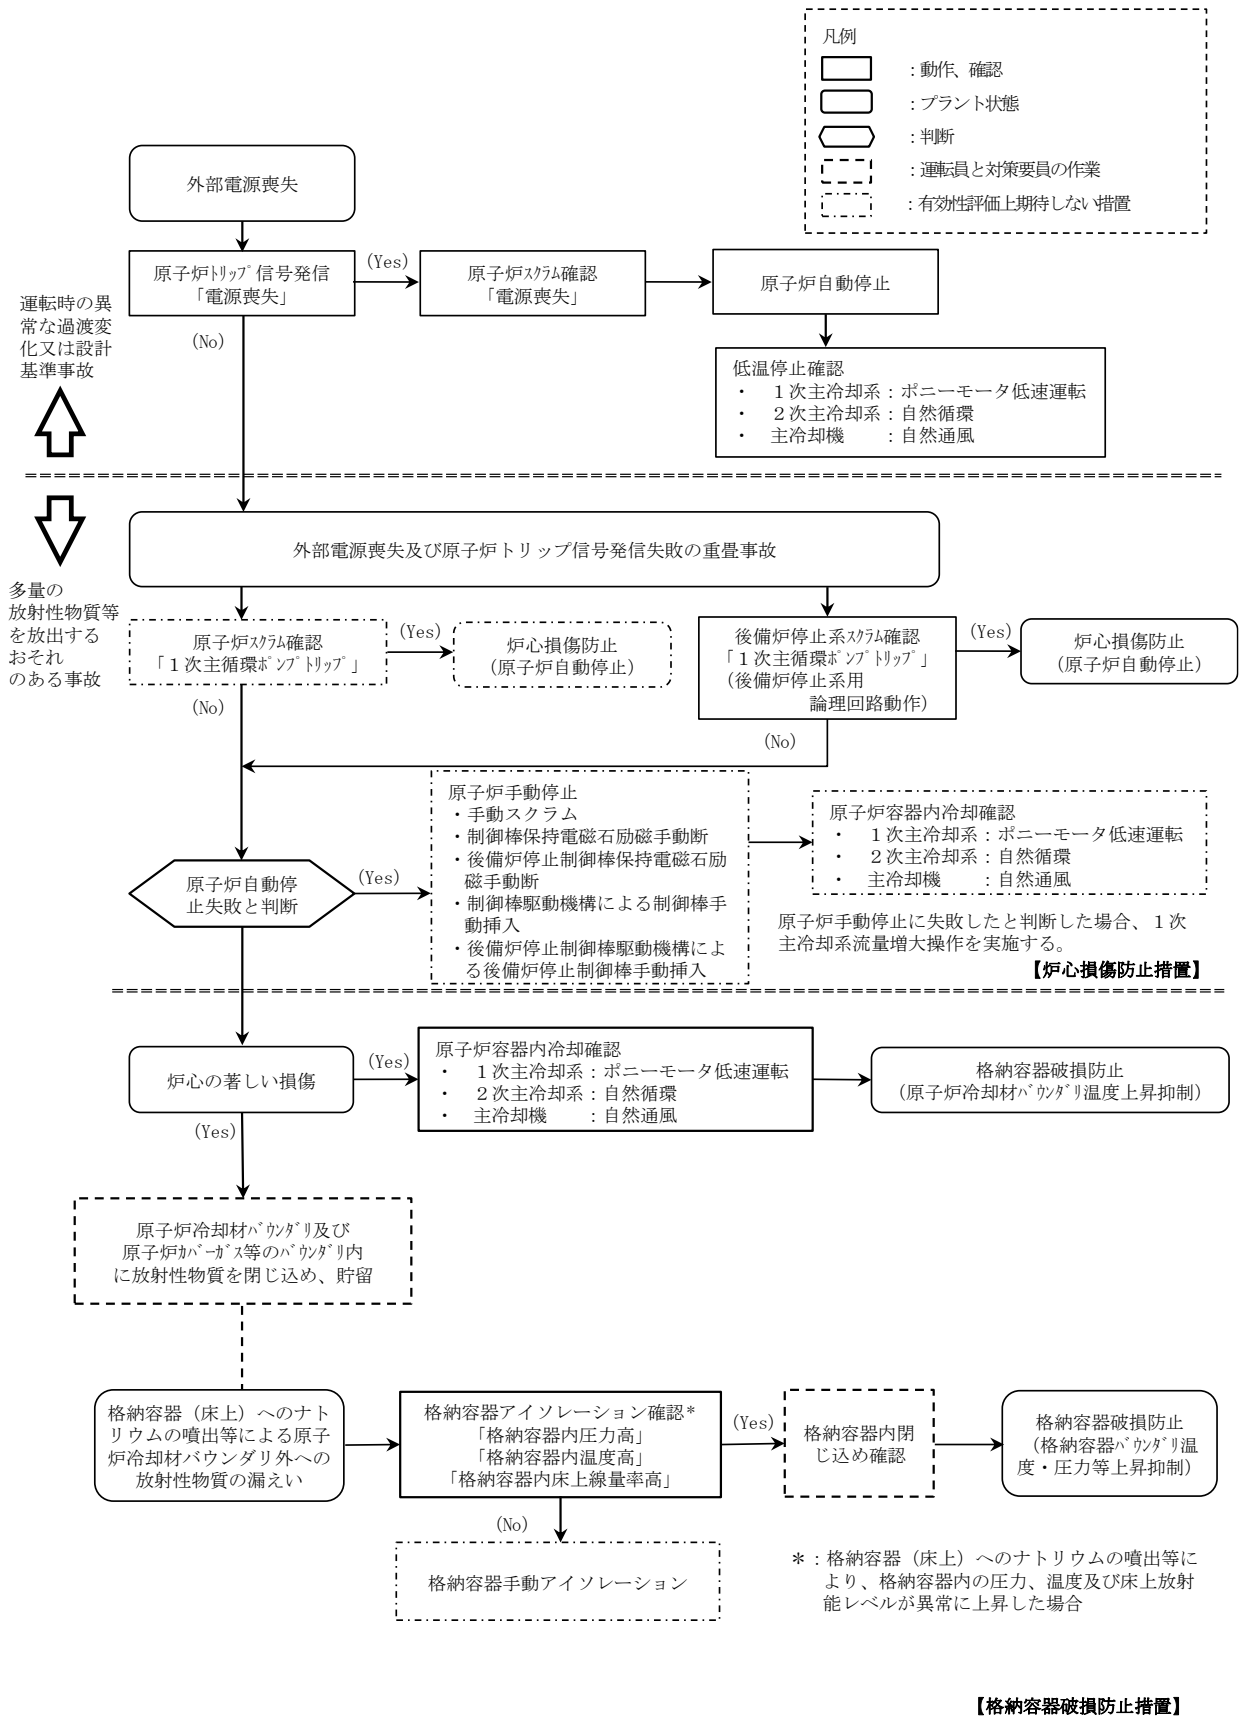 凡例
：動作、確認
：プラント状態
：判断
：運転員と対策要員の作業
：有効性評価上期待しない措置
外部電源喪失
原子炉ﾄﾘｯﾌﾟ信号発信
「電源喪失」
(Yes)
原子炉ｽｸﾗﾑ確認
「電源喪失」
原子炉自動停止
(No)
運転時の異
常な過渡変
化又は設計
基準事故
低温停止確認
・　１次主冷却系：ポニーモータ低速運転
・　２次主冷却系：自然循環
・　主冷却機　　：自然通風
外部電源喪失及び原子炉トリップ信号発信失敗の重畳事故
多量の
放射性物質等
を放出する
おそれ
のある事故
原子炉ｽｸﾗﾑ確認
「１次主循環ﾎﾟﾝﾌﾟﾄﾘｯﾌﾟ」
(Yes)
炉心損傷防止
（原子炉自動停止）
後備炉停止系ｽｸﾗﾑ確認
「１次主循環ﾎﾟﾝﾌﾟﾄﾘｯﾌﾟ」
（後備炉停止系用
論理回路動作）
(Yes)
炉心損傷防止
（原子炉自動停止）
(No)
(No)
原子炉自動停
止失敗と判断
(Yes)
原子炉手動停止
・手動スクラム
・制御棒保持電磁石励磁手動断
・後備炉停止制御棒保持電磁石励
磁手動断
・制御棒駆動機構による制御棒手
動挿入
・後備炉停止制御棒駆動機構によ
る後備炉停止制御棒手動挿入
原子炉容器内冷却確認
・　１次主冷却系：ポニーモータ低速運転
・　２次主冷却系：自然循環
・　主冷却機　　：自然通風
原子炉手動停止に失敗したと判断した場合、１次
主冷却系流量増大操作を実施する。
【炉心損傷防止措置】
炉心の著しい損傷
(Yes)
原子炉容器内冷却確認
・　１次主冷却系：ポニーモータ低速運転
・　２次主冷却系：自然循環
・　主冷却機　　：自然通風
格納容器破損防止
（原子炉冷却材ﾊﾞｳﾝﾀﾞﾘ温度上昇抑制）
(Yes)
原子炉冷却材ﾊﾞｳﾝﾀﾞﾘ及び
原子炉ｶﾊﾞｰｶﾞｽ等のﾊﾞｳﾝﾀﾞﾘ内
に放射性物質を閉じ込め、貯留
格納容器（床上）へのナト
リウムの噴出等による原子
炉冷却材バウンダリ外への
放射性物質の漏えい
格納容器アイソレーション確認＊
「格納容器内圧力高」
「格納容器内温度高」
「格納容器内床上線量率高」
(Yes)
格納容器内閉
じ込め確認
格納容器破損防止
（格納容器ﾊﾞｳﾝﾀﾞﾘ温
度・圧力等上昇抑制）
(No)
格納容器手動アイソレーション
＊：格納容器（床上）へのナトリウムの噴出等に
より、格納容器内の圧力、温度及び床上放射
能レベルが異常に上昇した場合
【格納容器破損防止措置】